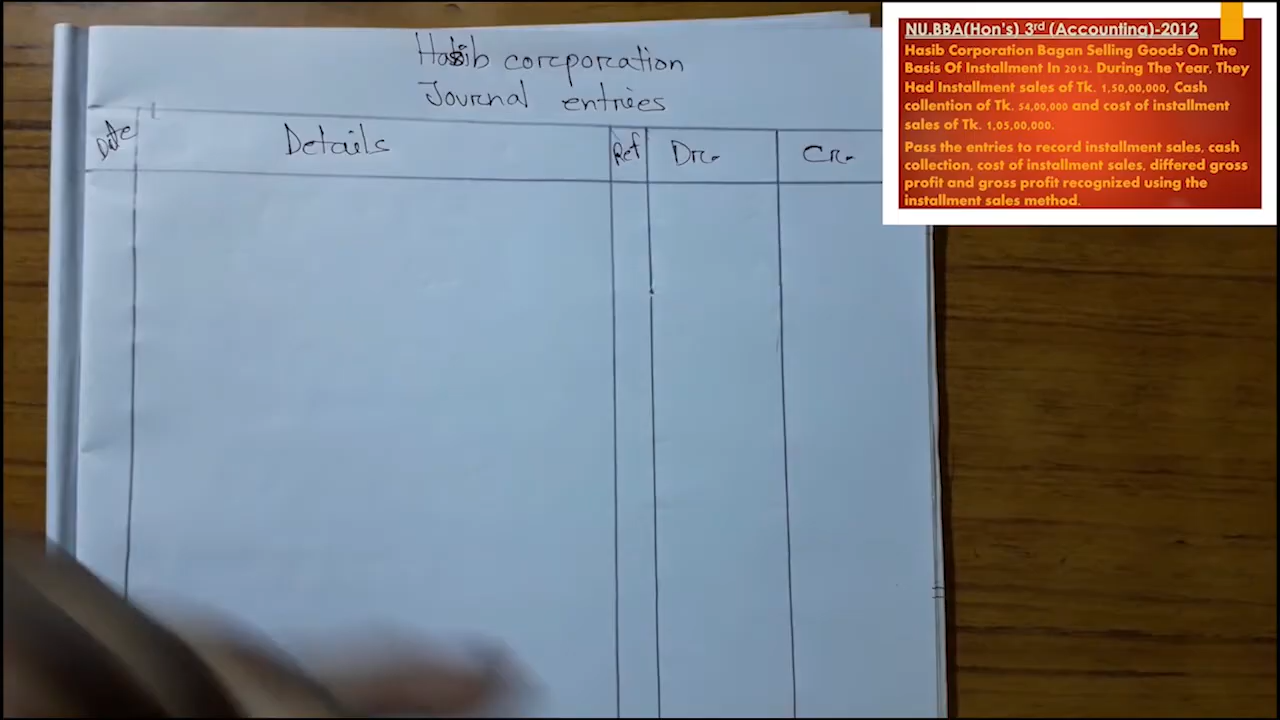 Hasib corporation
Journal entries
Date Details Ref Dr. Cr.
NU.BBA(Hon's) 3rd (Accounting)-2012
Hasib Corporation Bagan Selling Goods On The
Basis Of Installment In 2012. During The Year, They
Had Installment sales of Tk. 1,50,00,000, Cash
collention of Tk. 54,00,000 and cost of installment
sales of Tk. 1,05,00,000.
Pass the entries to record installment sales, cash
collection, cost of installment sales, differed gross
profit and gross profit recognized using the
installment sales method.